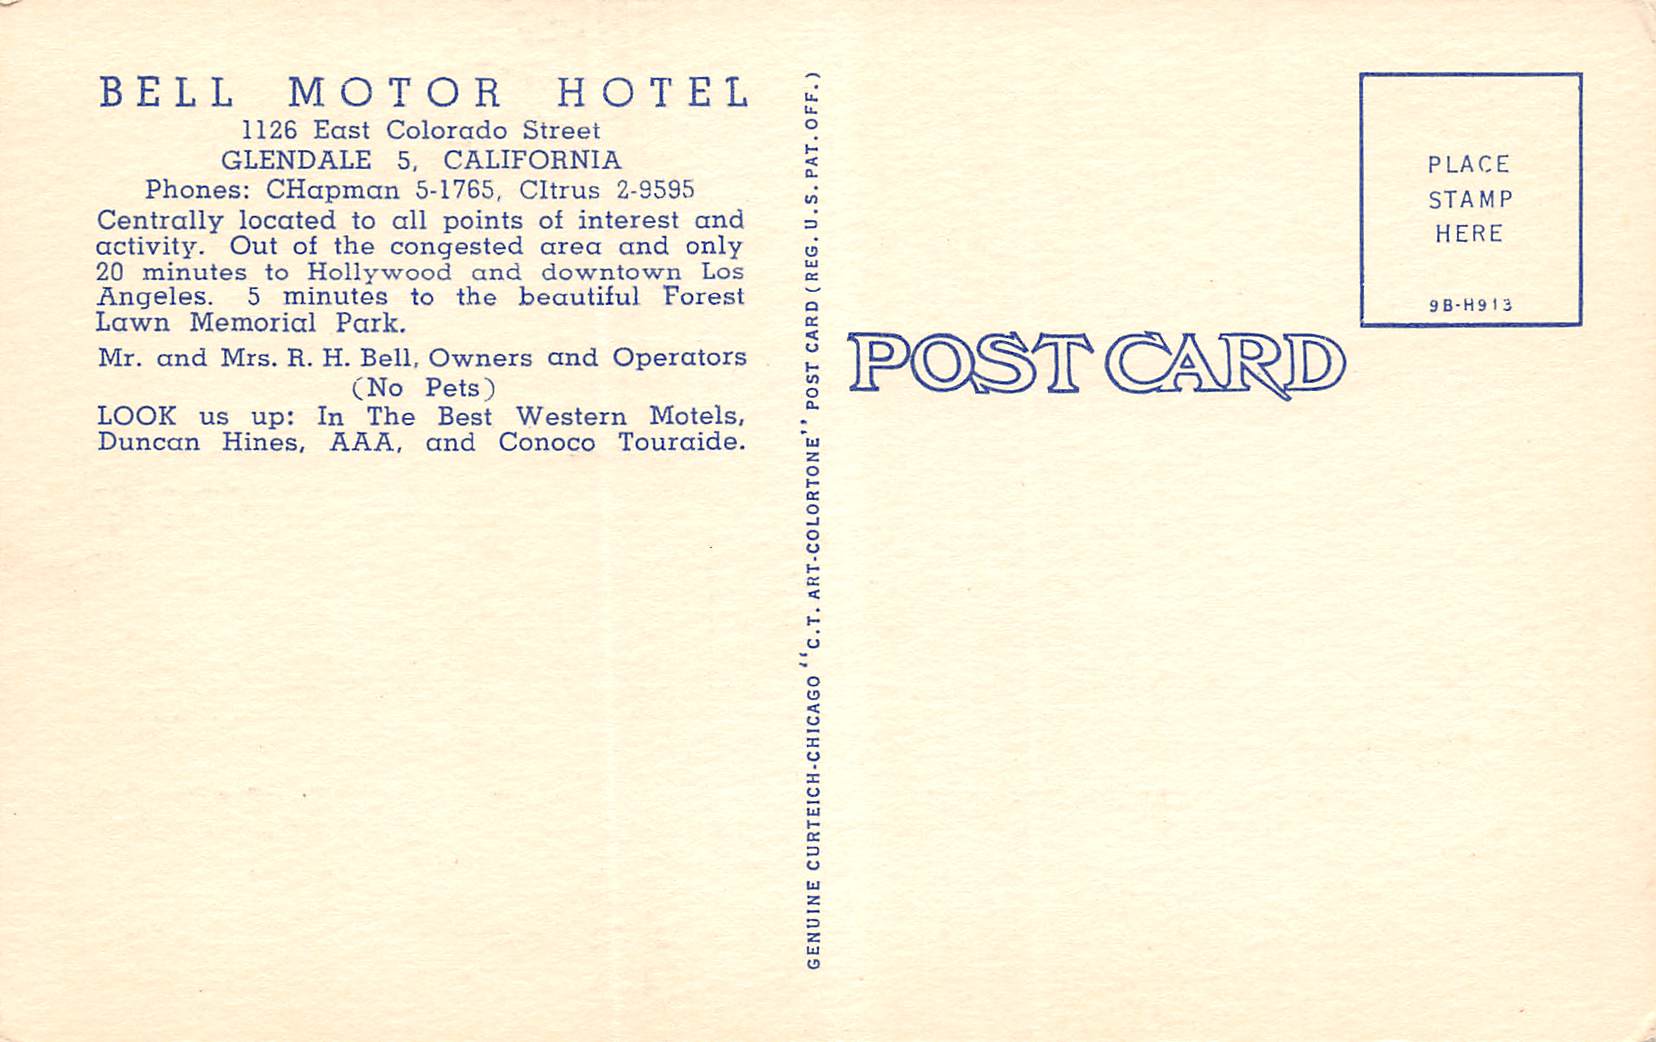 BELL MOTOR HOTEL
1126 East Colorado Street
GLENDALE 5, CALIFORNIA
Phones: CHapman 5-1765, CItrus 2-9595
Centrally located to all points of interest and
activity. Out of the congested area and only
20 minutes to Hollywood and downtown Los
Angeles. 5 minutes to the beautiful Forest
Lawn Memorial Park.
Mr. and Mrs. R. H. Bell, Owners and Operators
(No Pets)
LOOK us up: In The Best Western Motels,
Duncan Hines, AAA, and Conoco Touraide.
GENUINE CURTEICH-CHICAGO "C.T. ART-COLORTONE" POST CARD (REG. U.S. PAT. OFF.)
POST CARD
PLACE
STAMP
HERE
9B-H913